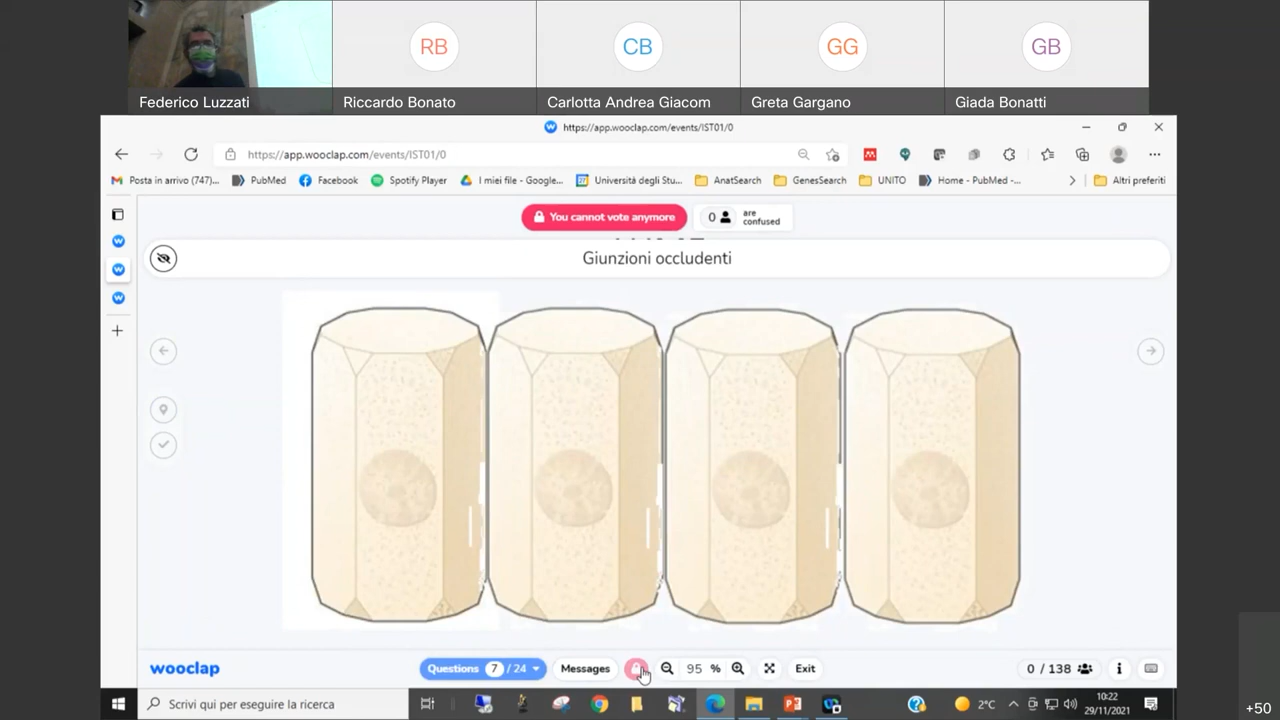 RB
CB
GG
GB
Federico Luzzati
Riccardo Bonato
Carlotta Andrea Giacom
Greta Gargano
Giada Bonatti
https://app.wooclap.com/events/IST01/0
https://app.wooclap.com/events/IST01/0
Posta in arrivo (747)...
PubMed
Facebook
Spotify Player
I miei file - Google...
Università degli Stu...
AnatSearch
GenesSearch
UNITO
Home - PubMed -...
Altri preferiti
You cannot vote anymore
0
are
confused
Giunzioni occludenti
wooclap
Questions 7 / 24
Messages
95 %
Exit
0 / 138
Scrivi qui per eseguire la ricerca
2°C
10:22
29/11/2021
+50